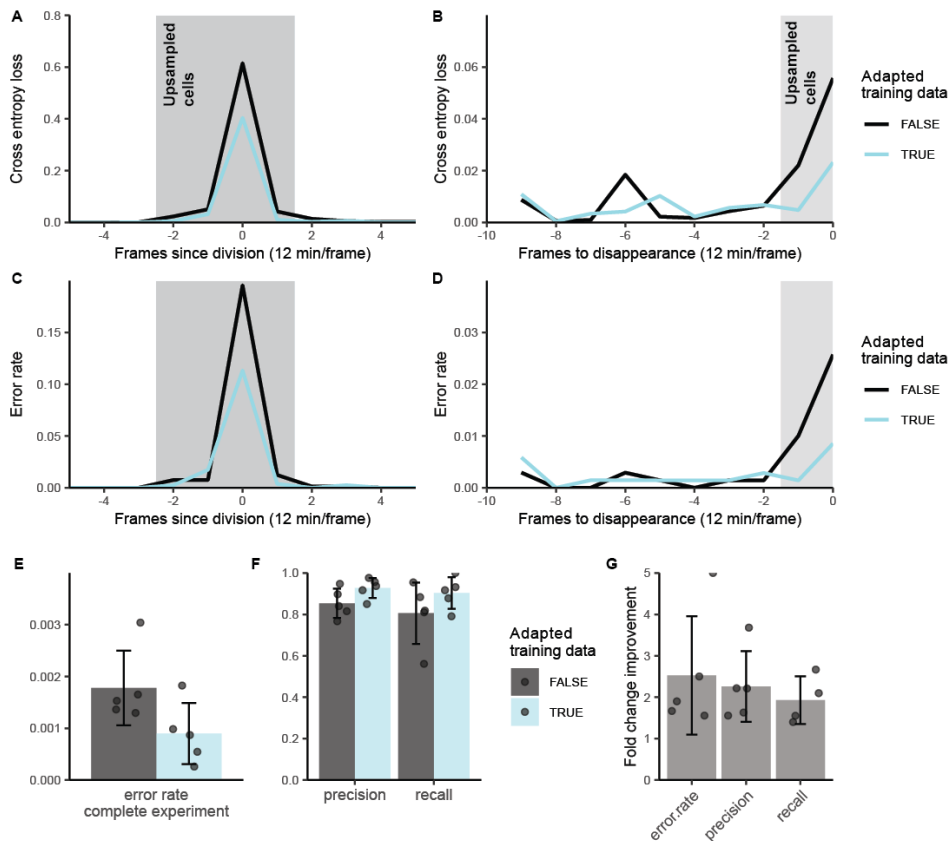 A
Cross entropy loss
0.8
0.6
0.4
0.2
0.0
Upsampled
cells
-4
-2
0
2
4
Frames since division (12 min/frame)
B
Cross entropy loss
0.06
0.04
0.02
0.00
Upsampled
cells
-10
-8
-6
-4
-2
0
Frames to disappearance (12 min/frame)
Adapted
training data
FALSE
TRUE
C
Error rate
0.15
0.10
0.05
0.00
-4
-2
0
2
4
Frames since division (12 min/frame)
D
Error rate
0.03
0.02
0.01
0.00
-10
-8
-6
-4
-2
0
Frames to disappearance (12 min/frame)
Adapted
training data
FALSE
TRUE
E
0.003
0.002
0.001
0.000
error rate
complete experiment
F
1.0
0.8
0.6
0.4
0.2
0.0
precision
recall
Adapted
training data
FALSE
TRUE
G
Fold change improvement
5
4
3
2
1
0
error.rate
precision
recall